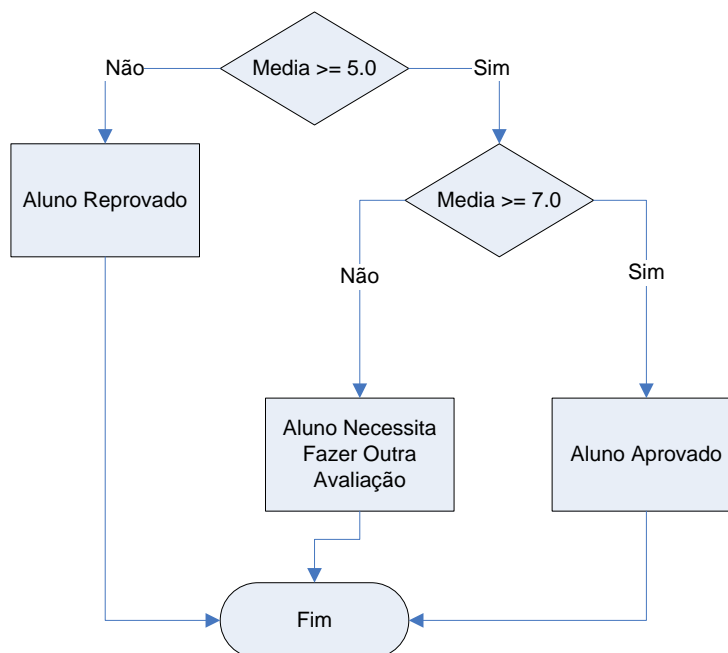 Media >= 5.0
Não
Sim
Aluno Reprovado
Media >= 7.0
Não
Sim
Aluno Necessita
Fazer Outra
Avaliação
Aluno Aprovado
Fim